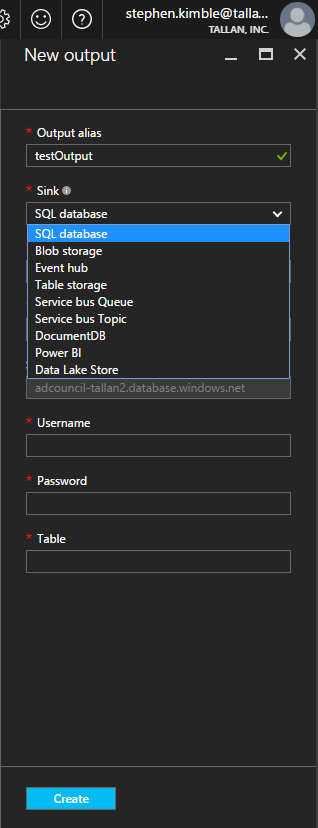 stephen.kimble@talla...
TALLAN, INC.
New output
* Output alias
testOutput
* Sink
SQL database
SQL database
Blob storage
Event hub
Table storage
Service bus Queue
Service bus Topic
DocumentDB
Power BI
Data Lake Store
adcouncil-tallan2.database.windows.net
* Username
* Password
* Table
Create